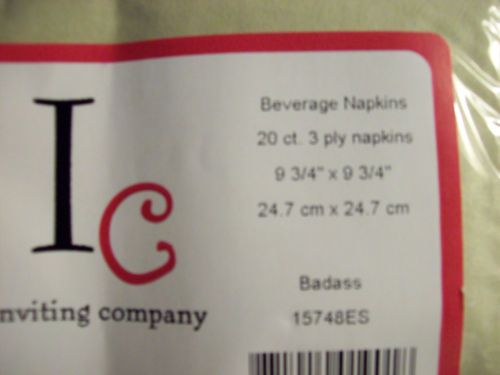 Beverage Napkins
20 ct. 3 ply napkins
9 3/4" x 9 3/4"
24.7 cm x 24.7 cm
Ic
nviting company
Badass
15748ES